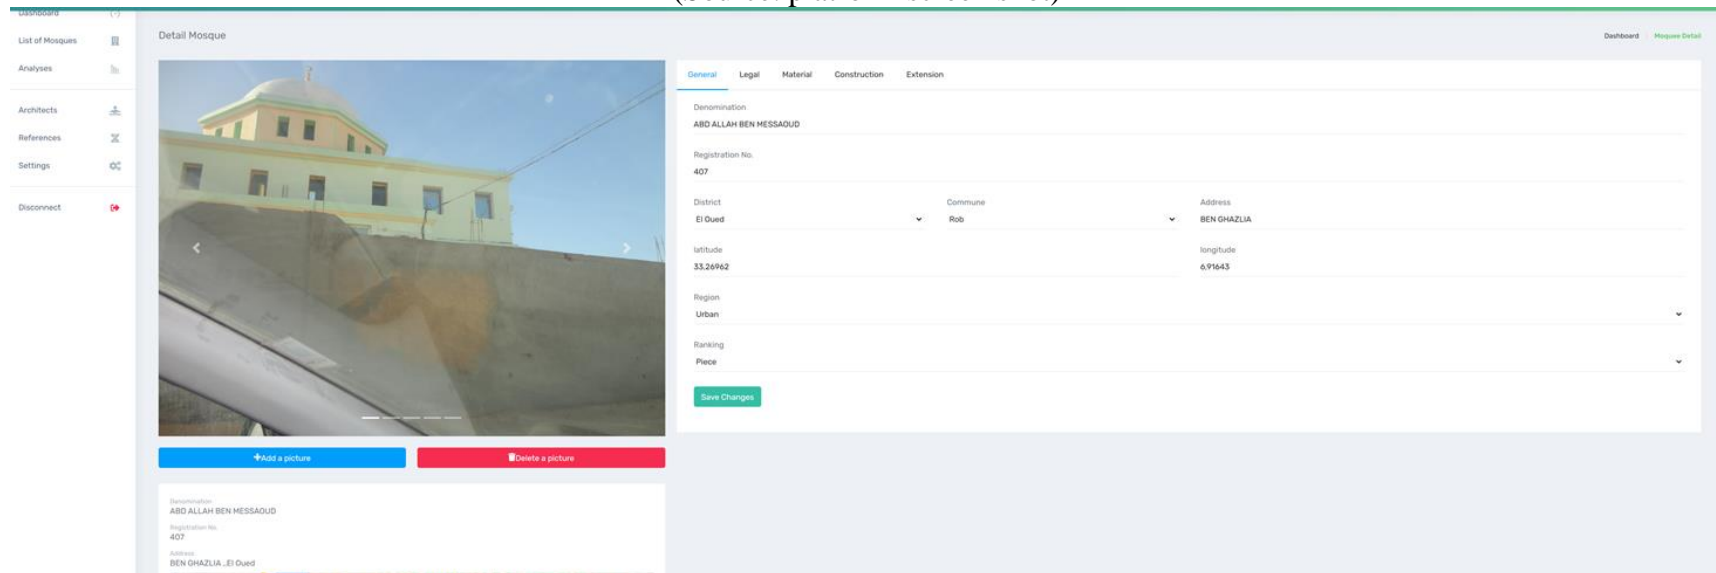 Dashboard
List of Mosques
Analyses
Architects
References
Settings
Disconnect
Detail Mosque
Dashboard Mosquee Detail
General Legal Material Construction Extension
Denomination
ABD ALLAH BEN MESSAOUD
Registration No.
407
District Commune Address
El Oued Rob BEN GHAZLIA
latitude longitude
33,26962 6,91643
Region
Urban
Ranking
Piece
Save Changes
+Add a picture Delete a picture
Denomination
ABD ALLAH BEN MESSAOUD
Registration No.
407
Address
BEN GHAZLIA ,,El Oued